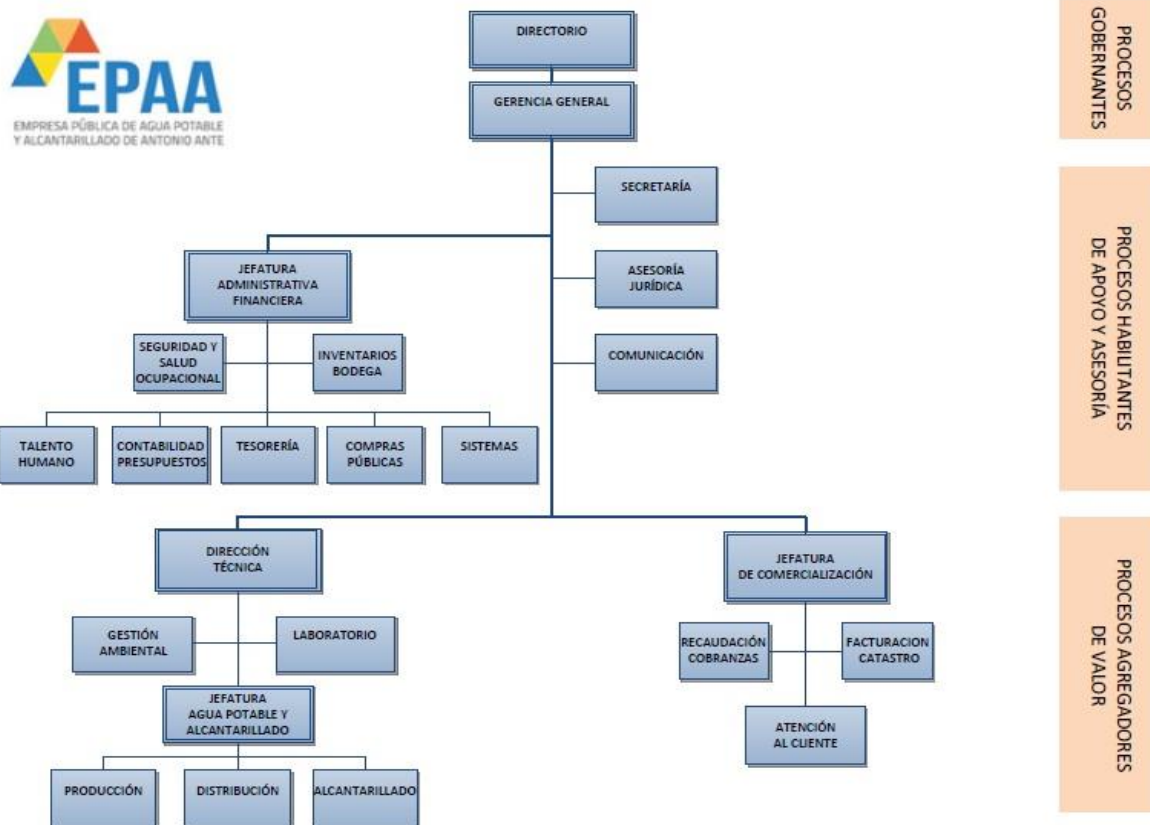 EPAA
EMPRESA PÚBLICA DE AGUA POTABLE
Y ALCANTARILLADO DE ANTONIO ANTE
DIRECTORIO
GERENCIA GENERAL
PROCESOS
GOBERNANTES
SECRETARÍA
ASESORÍA
JURÍDICA
COMUNICACIÓN
JEFATURA
ADMINISTRATIVA
FINANCIERA
SEGURIDAD Y
SALUD
OCUPACIONAL
INVENTARIOS
BODEGA
TALENTO
HUMANO
CONTABILIDAD
PRESUPUESTOS
TESORERÍA
COMPRAS
PÚBLICAS
SISTEMAS
PROCESOS HABILITANTES
DE APOYO Y ASESORÍA
DIRECCIÓN
TÉCNICA
GESTIÓN
AMBIENTAL
LABORATORIO
JEFATURA
AGUA POTABLE Y
ALCANTARILLADO
PRODUCCIÓN
DISTRIBUCIÓN
ALCANTARILLADO
JEFATURA
DE COMERCIALIZACIÓN
RECAUDACIÓN
COBRANZAS
FACTURACION
CATASTRO
ATENCIÓN
AL CLIENTE
PROCESOS AGREGADORES
DE VALOR